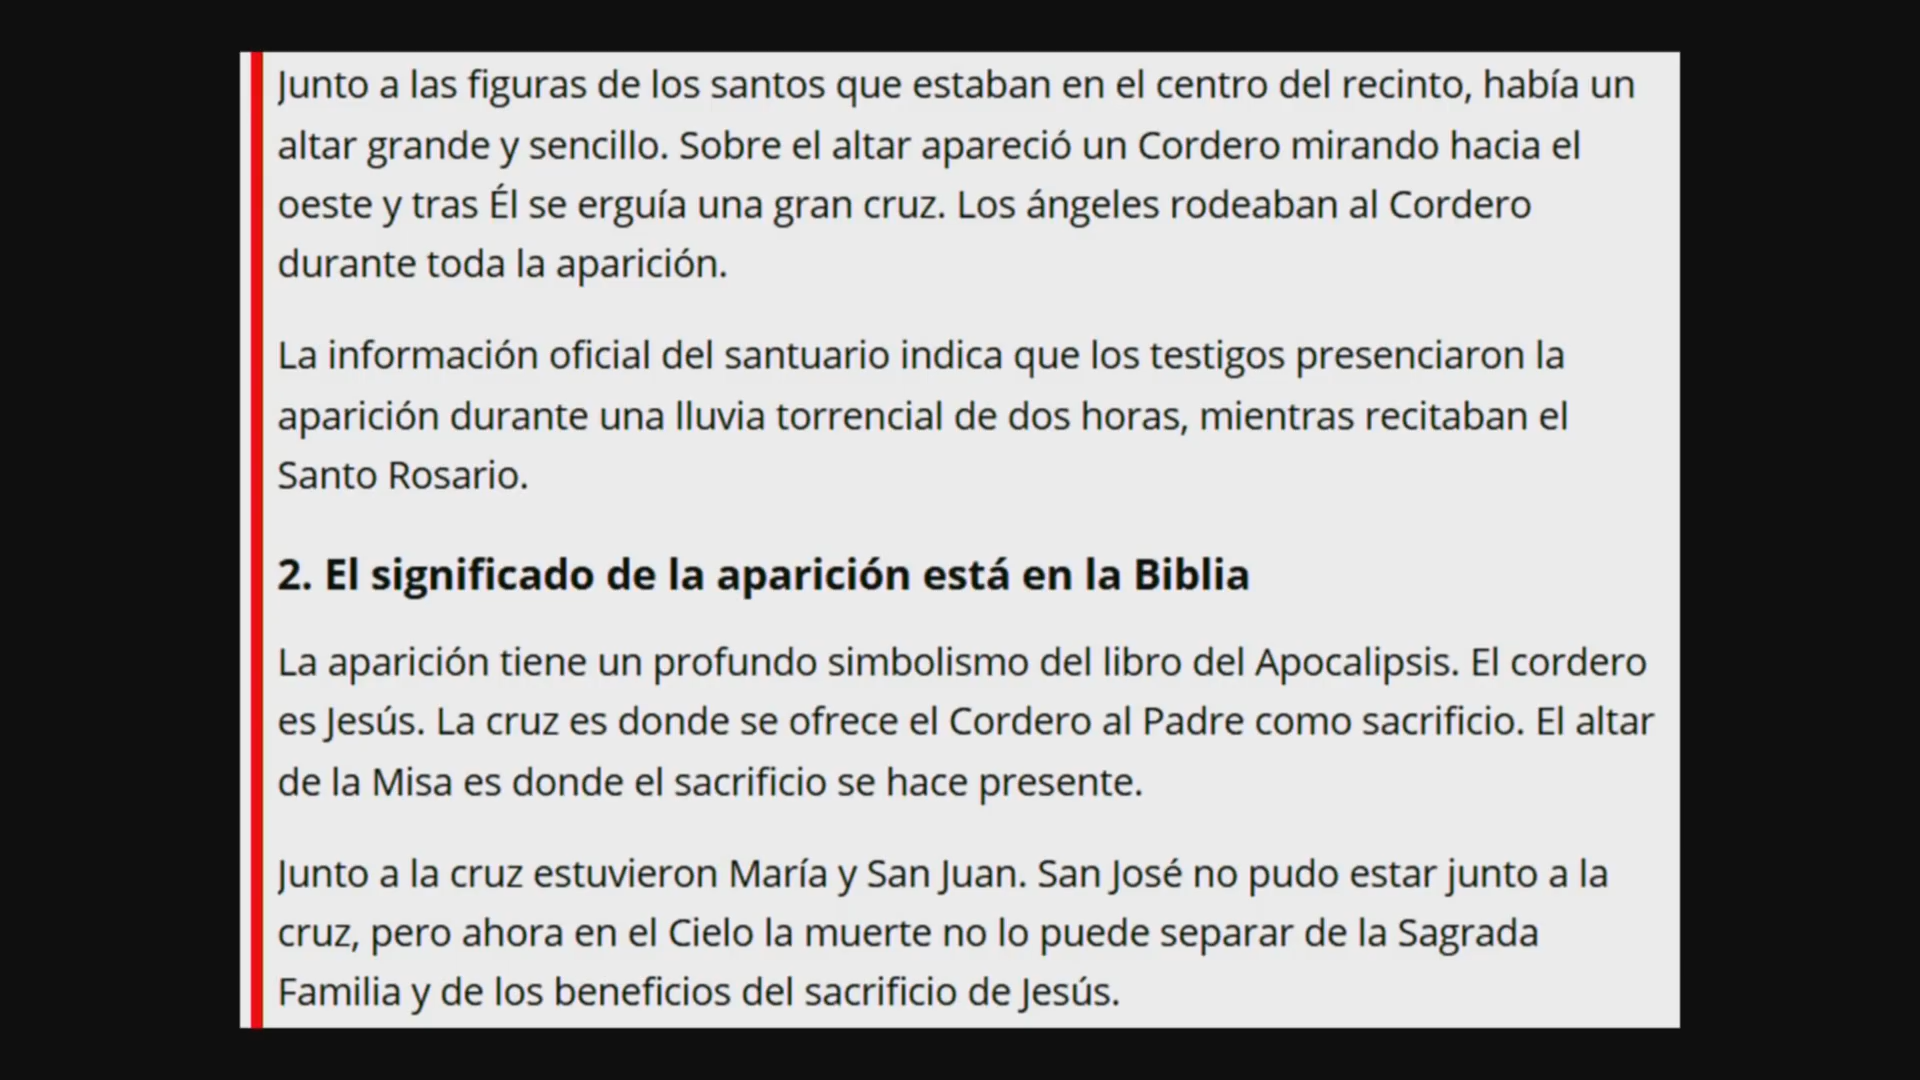 Junto a las figuras de los santos que estaban en el centro del recinto, había un
altar grande y sencillo. Sobre el altar apareció un Cordero mirando hacia el
oeste y tras Él se erguía una gran cruz. Los ángeles rodeaban al Cordero
durante toda la aparición.
La información oficial del santuario indica que los testigos presenciaron la
aparición durante una lluvia torrencial de dos horas, mientras recitaban el
Santo Rosario.
2. El significado de la aparición está en la Biblia
La aparición tiene un profundo simbolismo del libro del Apocalipsis. El cordero
es Jesús. La cruz es donde se ofrece el Cordero al Padre como sacrificio. El altar
de la Misa es donde el sacrificio se hace presente.
Junto a la cruz estuvieron María y San Juan. San José no pudo estar junto a la
cruz, pero ahora en el Cielo la muerte no lo puede separar de la Sagrada
Familia y de los beneficios del sacrificio de Jesús.